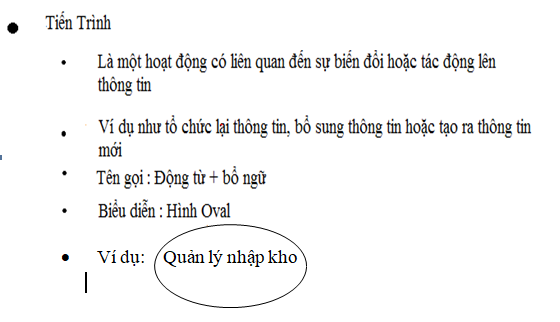 Tiến Trình
Là một hoạt động có liên quan đến sự biến đổi hoặc tác động lên
thông tin
Ví dụ như tổ chức lại thông tin, bổ sung thông tin hoặc tạo ra thông tin
mới
Tên gọi : Động từ + bổ ngữ
Biểu diễn : Hình Oval
Ví dụ: Quản lý nhập kho